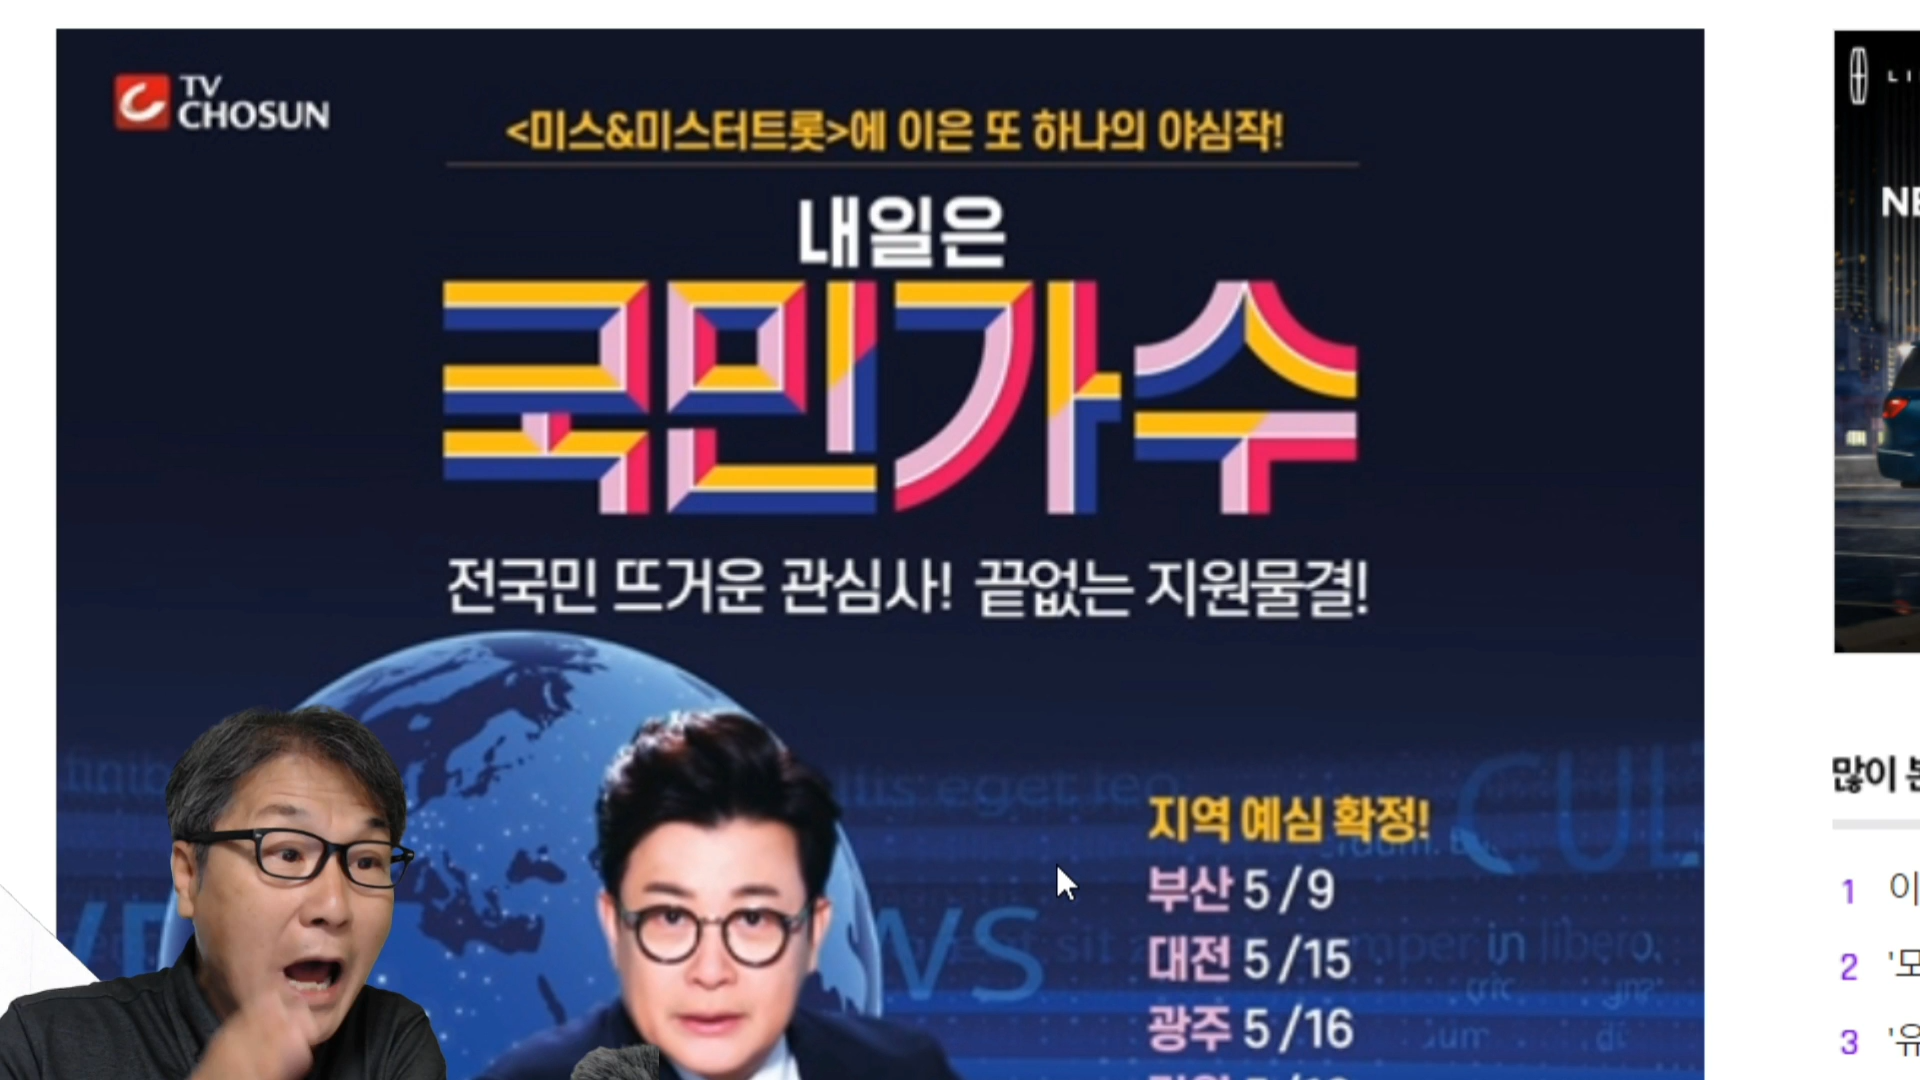 TV
CHOSUN
<미스&미스터트롯>에 이은 또 하나의 야심작!
내일은
국민가수
전국민 뜨거운 관심사! 끝없는 지원물결!
지역 예심 확정!
부산 5/9
대전 5/15
광주 5/16
많이
1 이
2 '모
3 '유